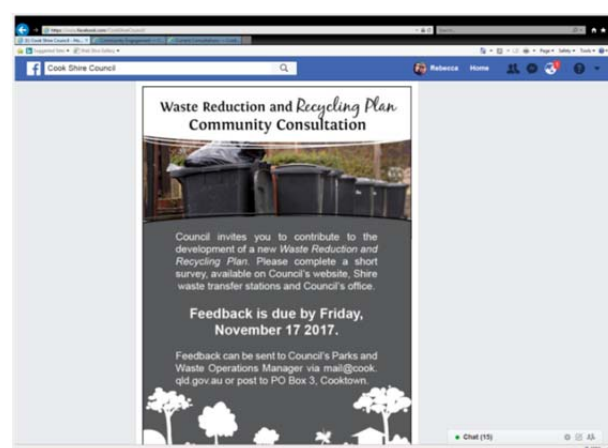 Cook Shire Council
Rebecca Home
Page Safety Tools
Waste Reduction and Recycling Plan
Community Consultation
Council invites you to contribute to the
development of a new Waste Reduction and
Recycling Plan. Please complete a short
survey, available on Council's website, Shire
waste transfer stations and Council's office.
Feedback is due by Friday,
November 17 2017.
Feedback can be sent to Council's Parks and
Waste Operations Manager via mail@cook.
qld.gov.au or post to PO Box 3, Cooktown.
Chat (15)